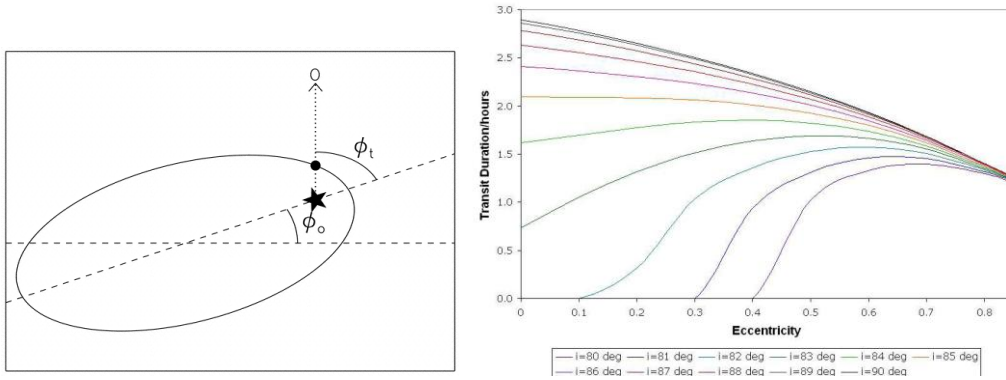 O
ϕt
ϕo
Transit Duration/hours
3.0
2.5
2.0
1.5
1.0
0.5
0.0
0 0.1 0.2 0.3 0.4 0.5 0.6 0.7 0.8
Eccentricity
i=80 deg i=81 deg i=82 deg i=83 deg i=84 deg i=85 deg
i=86 deg i=87 deg i=88 deg i=89 deg i=90 deg